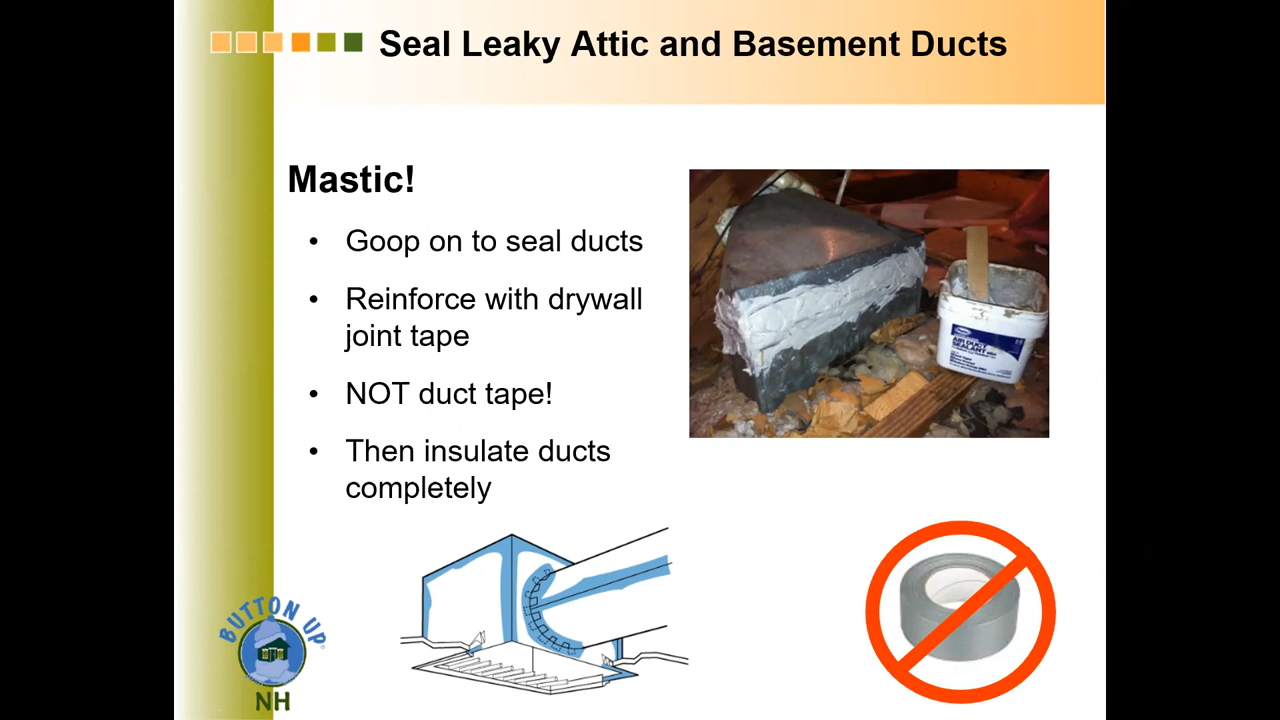 Seal Leaky Attic and Basement Ducts
Mastic!
• Goop on to seal ducts
• Reinforce with drywall
joint tape
• NOT duct tape!
• Then insulate ducts
completely
AIR DUCT
SEALANT
BUTTON UP
NH